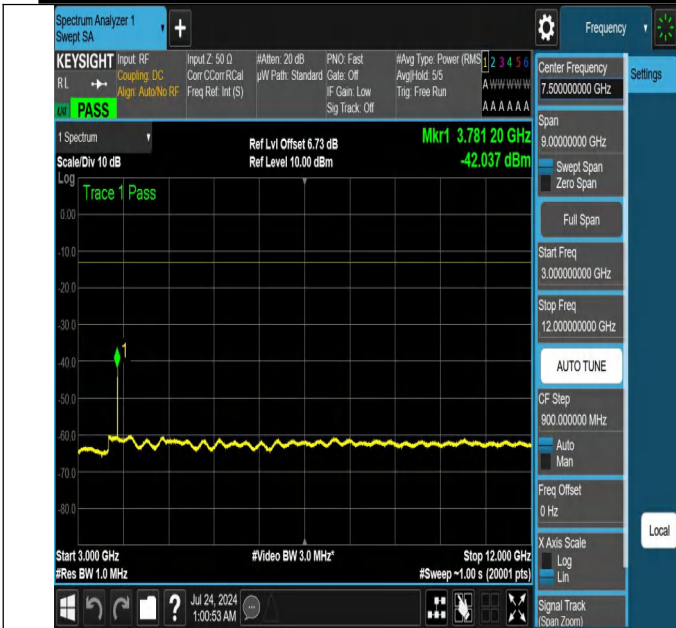 Spectrum Analyzer 1
Swept SA
+
Frequency
KEYSIGHT
RL
PASS
Input: RF
Coupling: DC
Align: Auto/No RF
Input Z: 50 Ω
Corr CCorr RCal
Freq Ref: Int (S)
#Atten: 20 dB
µW Path: Standard
PNO: Fast
Gate: Off
IF Gain: Low
Sig Track: Off
#Avg Type: Power (RMS
Avg|Hold: 5/5
Trig: Free Run
1 2 3 4 5 6
A W W W W W
A A A A A A
1 Spectrum
Scale/Div 10 dB
Log
Ref Lvl Offset 6.73 dB
Ref Level 10.00 dBm
Mkr1 3.781 20 GHz
-42.037 dBm
Trace 1 Pass
0.00
-10.0
-20.0
-30.0
1
-40.0
-50.0
-60.0
-70.0
-80.0
Start 3.000 GHz
#Res BW 1.0 MHz
#Video BW 3.0 MHz*
Stop 12.000 GHz
#Sweep ~1.00 s (20001 pts)
?
Jul 24, 2024
1:00:53 AM
Center Frequency
7.500000000 GHz
Settings
Span
9.00000000 GHz
Swept Span
Zero Span
Full Span
Start Freq
3.000000000 GHz
Stop Freq
12.000000000 GHz
AUTO TUNE
CF Step
900.000000 MHz
Auto
Man
Freq Offset
0 Hz
Local
X Axis Scale
Log
Lin
Signal Track
(Span Zoom)